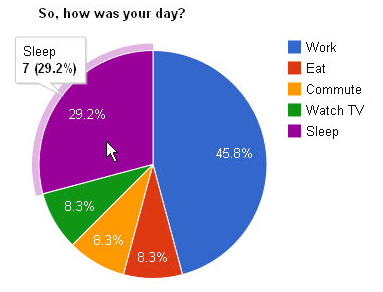 So, how was your day?
Sleep
7 (29.2%)
Work
Eat
Commute
Watch TV
Sleep
29.2%
45.8%
8.3%
8.3%
8.3%